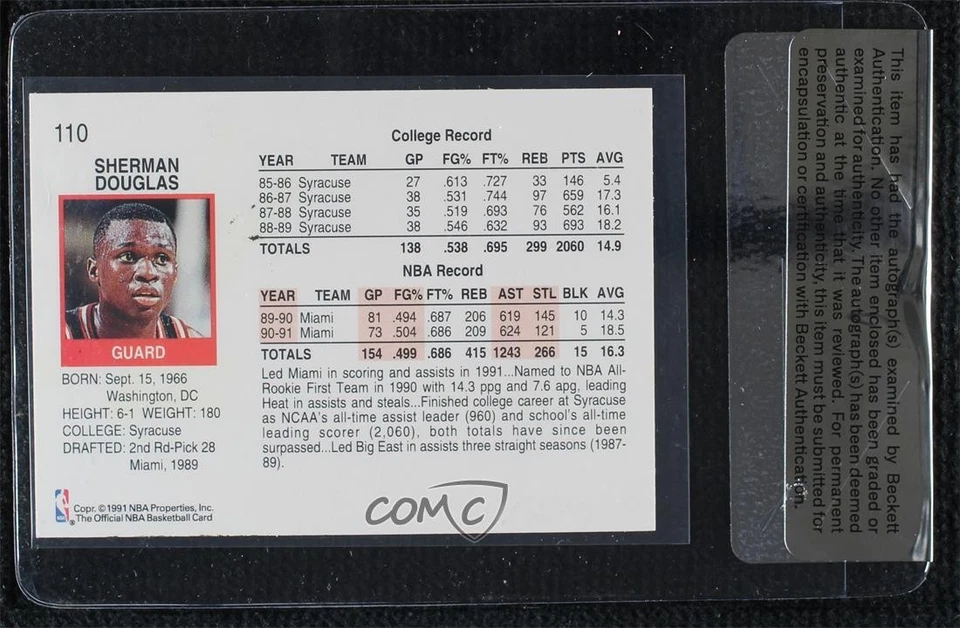 110
SHERMAN
DOUGLAS
GUARD
BORN: Sept. 15, 1966
Washington, DC
HEIGHT: 6-1 WEIGHT: 180
COLLEGE: Syracuse
DRAFTED: 2nd Rd-Pick 28
Miami, 1989
NBA
Copr. ©1991 NBA Properties, Inc.
The Official NBA Basketball Card
College Record
YEAR TEAM GP FG% FT% REB PTS AVG
85-86 Syracuse 27 .613 .727 33 146 5.4
86-87 Syracuse 38 .531 .744 97 659 17.3
87-88 Syracuse 35 .519 .693 76 562 16.1
88-89 Syracuse 38 .546 .632 93 693 18.2
TOTALS 138 .538 .695 299 2060 14.9
NBA Record
YEAR TEAM GP FG% FT% REB AST STL BLK AVG
89-90 Miami 81 .494 .687 206 619 145 10 14.3
90-91 Miami 73 .504 .686 209 624 121 5 18.5
TOTALS 154 .499 .686 415 1243 266 15 16.3
Led Miami in scoring and assists in 1991...Named to NBA All-
Rookie First Team in 1990 with 14.3 ppg and 7.6 apg, leading
Heat in assists and steals...Finished college career at Syracuse
as NCAA's all-time assist leader (960) and school's all-time
leading scorer (2,060), both totals have since been
surpassed...Led Big East in assists three straight seasons (1987-
89).
COMC
This item has had the autograph(s) examined by Beckett
Authentication. No other item enclosed has been graded or
examined for authenticity. The autograph(s) has been deemed
authentic at the time that it was reviewed. For permanent
preservation and authenticity, this item must be submitted for
encapsulation or certification with Beckett Authentication.